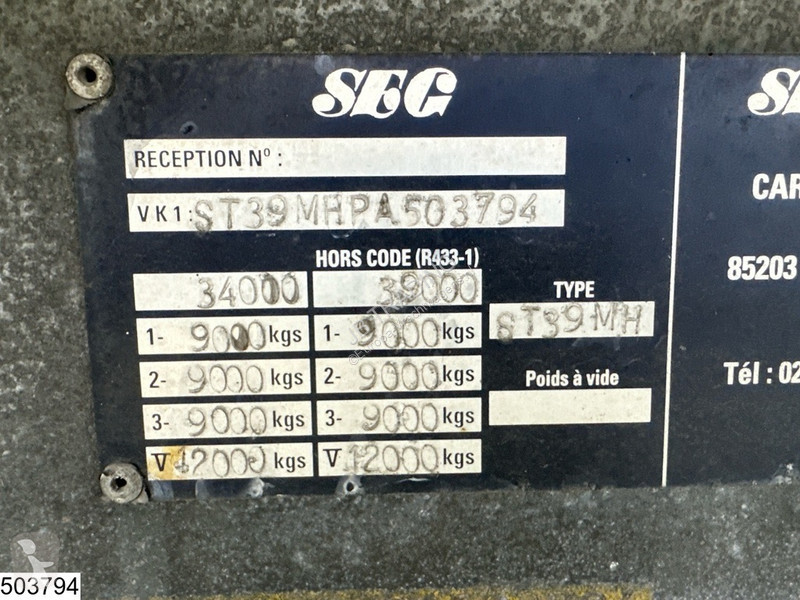 SEG
RECEPTION Nº :
VK1: ST39MHPA503794
HORS CODE (R433-1)
34000 39000
TYPE
ST39MH
1- 9000 kgs 1- 9000 kgs
2- 9000 kgs 2- 9000 kgs
Poids à vide
3- 9000 kgs 3- 9000 kgs
V 12000 kgs V 12000 kgs
CAR
85203
Tél : 02
503794